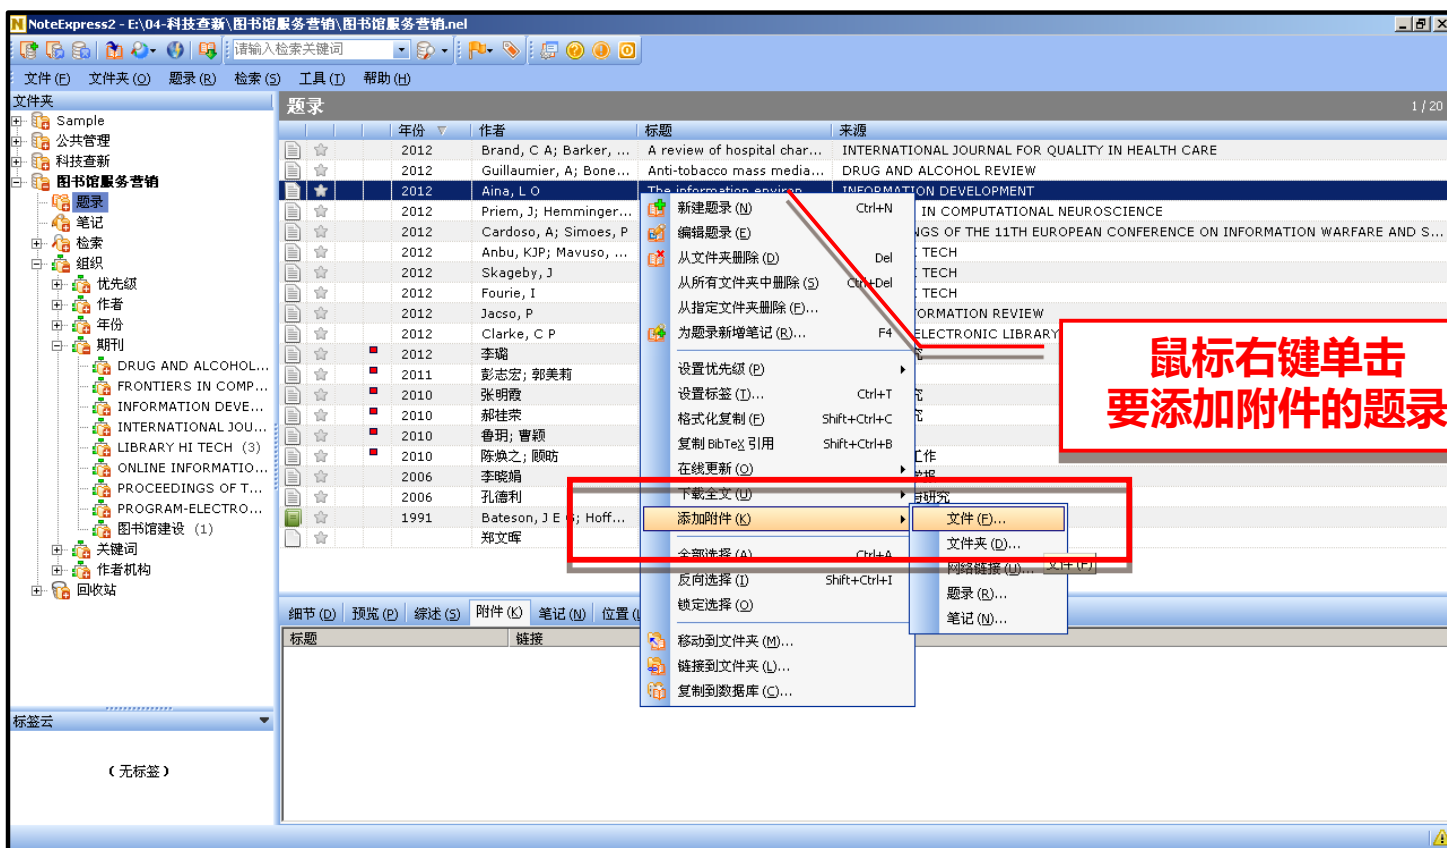 NoteExpress2 - E:\04-科技查新\图书馆服务营销\图书馆服务营销.nel
请输入检索关键词
文件(F) 文件夹(O) 题录(R) 检索(S) 工具(T) 帮助(H)
文件夹
Sample
公共管理
科技查新
图书馆服务营销
题录
笔记
检索
组织
优先级
作者
年份
期刊
DRUG AND ALCOHOL...
FRONTIERS IN COMP...
INFORMATION DEVE...
INTERNATIONAL JOU...
LIBRARY HI TECH (3)
ONLINE INFORMATIO...
PROCEEDINGS OF T...
PROGRAM-ELECTRO...
图书馆建设 (1)
关键词
作者机构
回收站
标签云
(无标签)
题录 1 / 20
年份 作者 标题 来源
2012 Brand, C A; Barker, ... A review of hospital char... INTERNATIONAL JOURNAL FOR QUALITY IN HEALTH CARE
2012 Guillaumier, A; Bone... Anti-tobacco mass media... DRUG AND ALCOHOL REVIEW
2012 Aina, L O The information environ... INFORMATION DEVELOPMENT
2012 Priem, J; Hemminger... IN COMPUTATIONAL NEUROSCIENCE
2012 Cardoso, A; Simoes, P NGS OF THE 11TH EUROPEAN CONFERENCE ON INFORMATION WARFARE AND S...
2012 Anbu, KJP; Mavuso, ... TECH
2012 Skageby, J TECH
2012 Fourie, I TECH
2012 Jacso, P ORMATION REVIEW
2012 Clarke, C P ELECTRONIC LIBRARY
2012 李璐
2011 彭志宏; 郭美莉
2010 张明霞
2010 郝桂荣
2010 鲁玥; 曹颖
2010 陈焕之; 顾昉 工作
2006 李晓娟 学报
2006 孔德利 与研究
1991 Bateson, J E G; Hoff...
郑文晖
新建题录(N) Ctrl+N
编辑题录(E)
从文件夹删除(D) Del
从所有文件夹中删除(S) Ctrl+Del
从指定文件夹删除(F)...
为题录新增笔记(R)... F4
设置优先级(P)
设置标签(T)... Ctrl+T
格式化复制(F) Shift+Ctrl+C
复制BibTeX引用 Shift+Ctrl+B
在线更新(O)
下载全文(U)
添加附件(K)
全部选择(A) Ctrl+A
反向选择(I) Shift+Ctrl+I
锁定选择(O)
移动到文件夹(M)...
链接到文件夹(L)...
复制到数据库(C)...
文件(F)...
文件夹(D)...
网络链接(U)... 文件(F)
题录(R)...
笔记(N)...
鼠标右键单击
要添加附件的题录
细节(D) 预览(P) 综述(S) 附件(K) 笔记(N) 位置
标题 链接